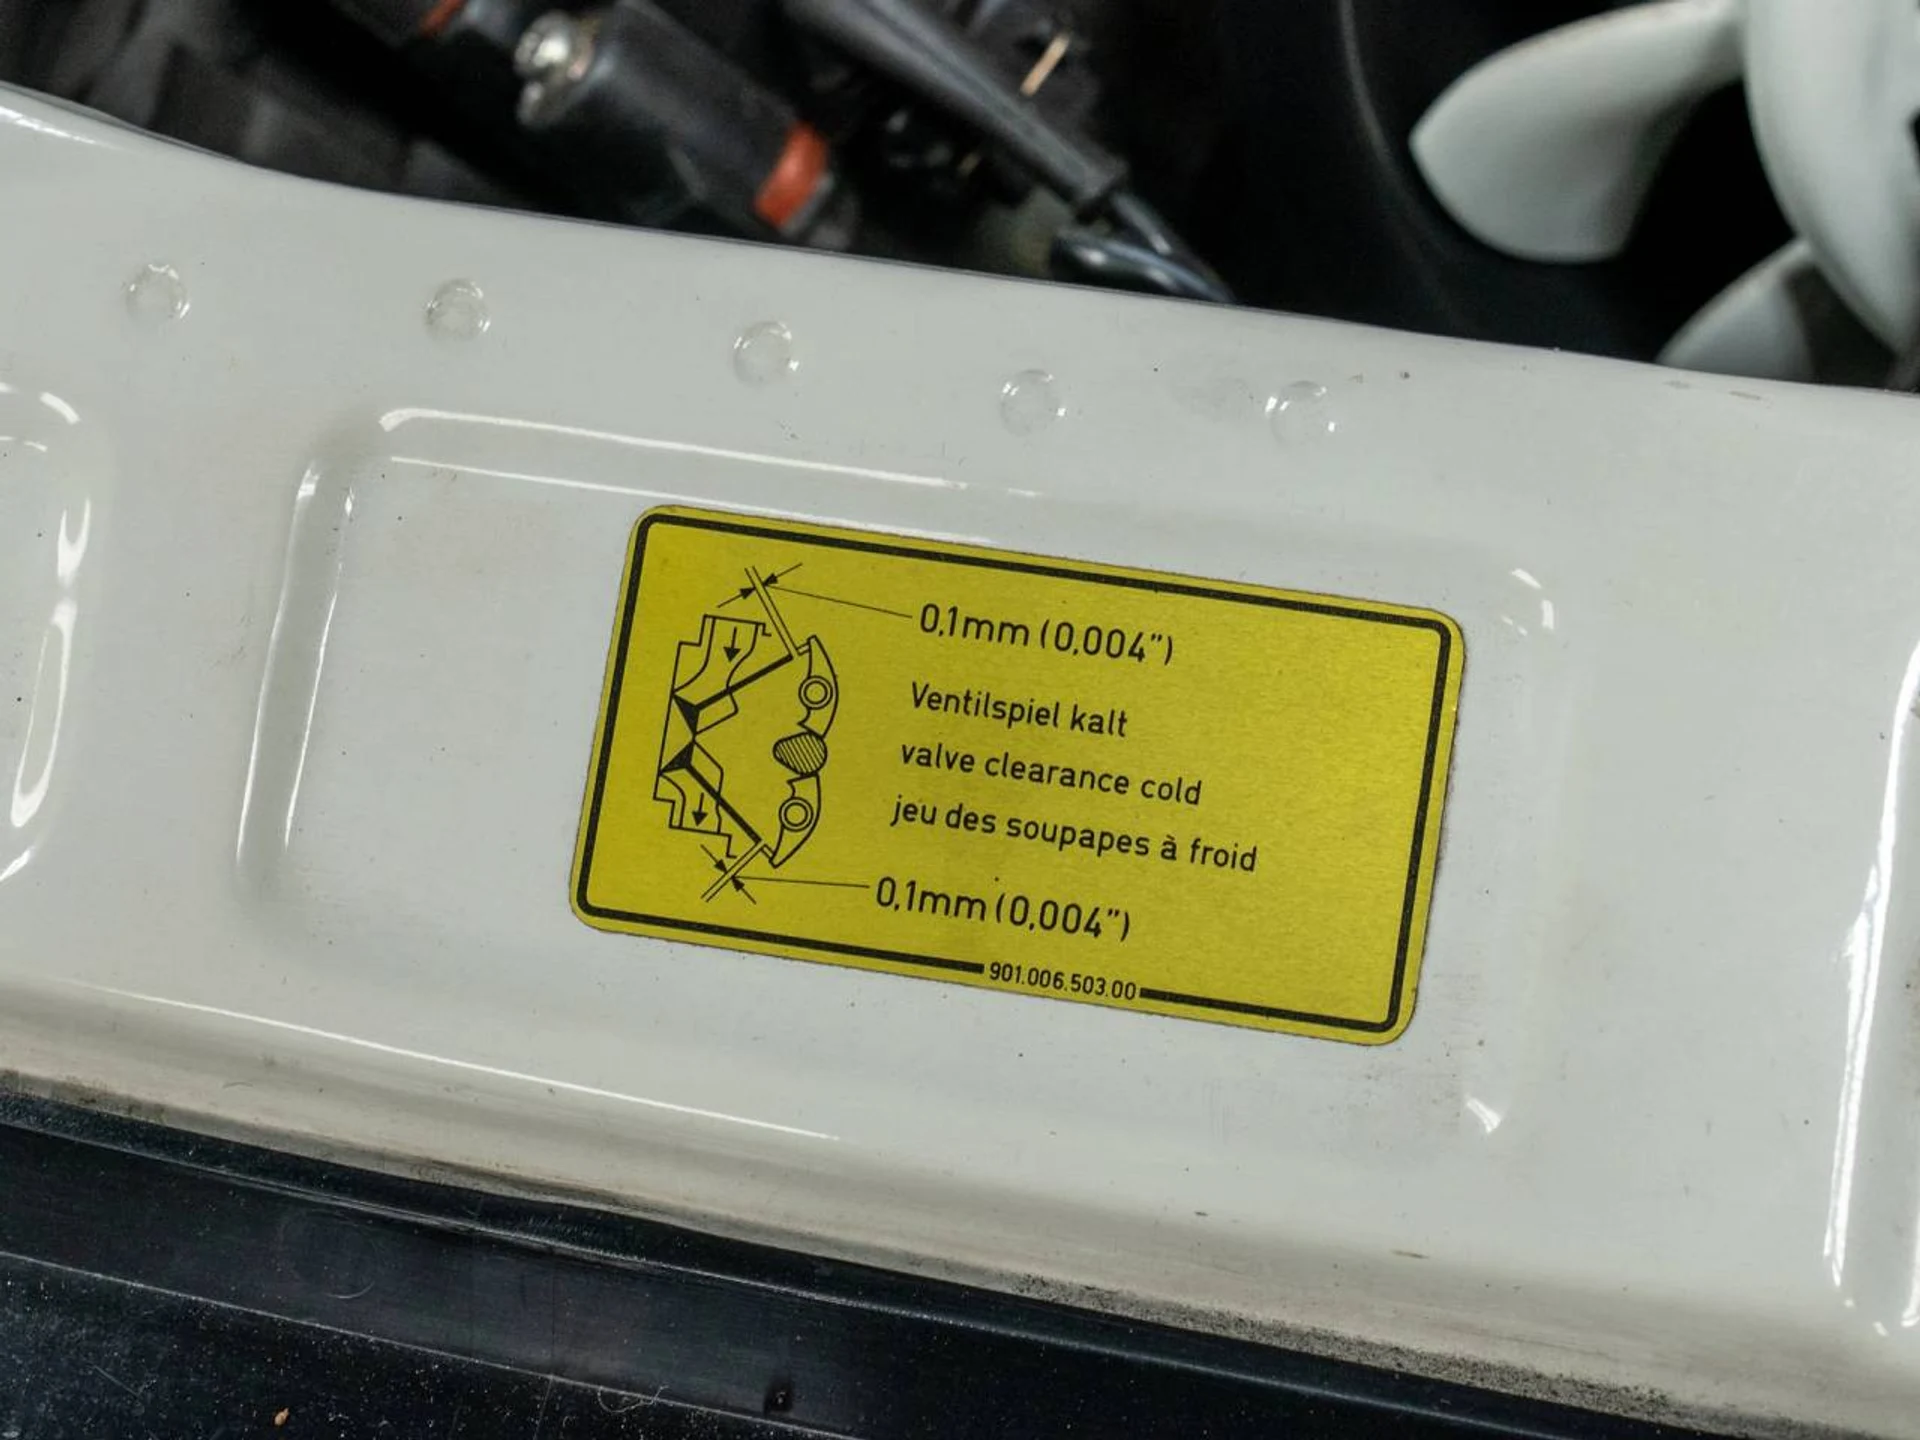 0,1mm (0,004")
Ventilspiel kalt
valve clearance cold
jeu des soupapes à froid
0,1mm (0,004")
901.006.503.00